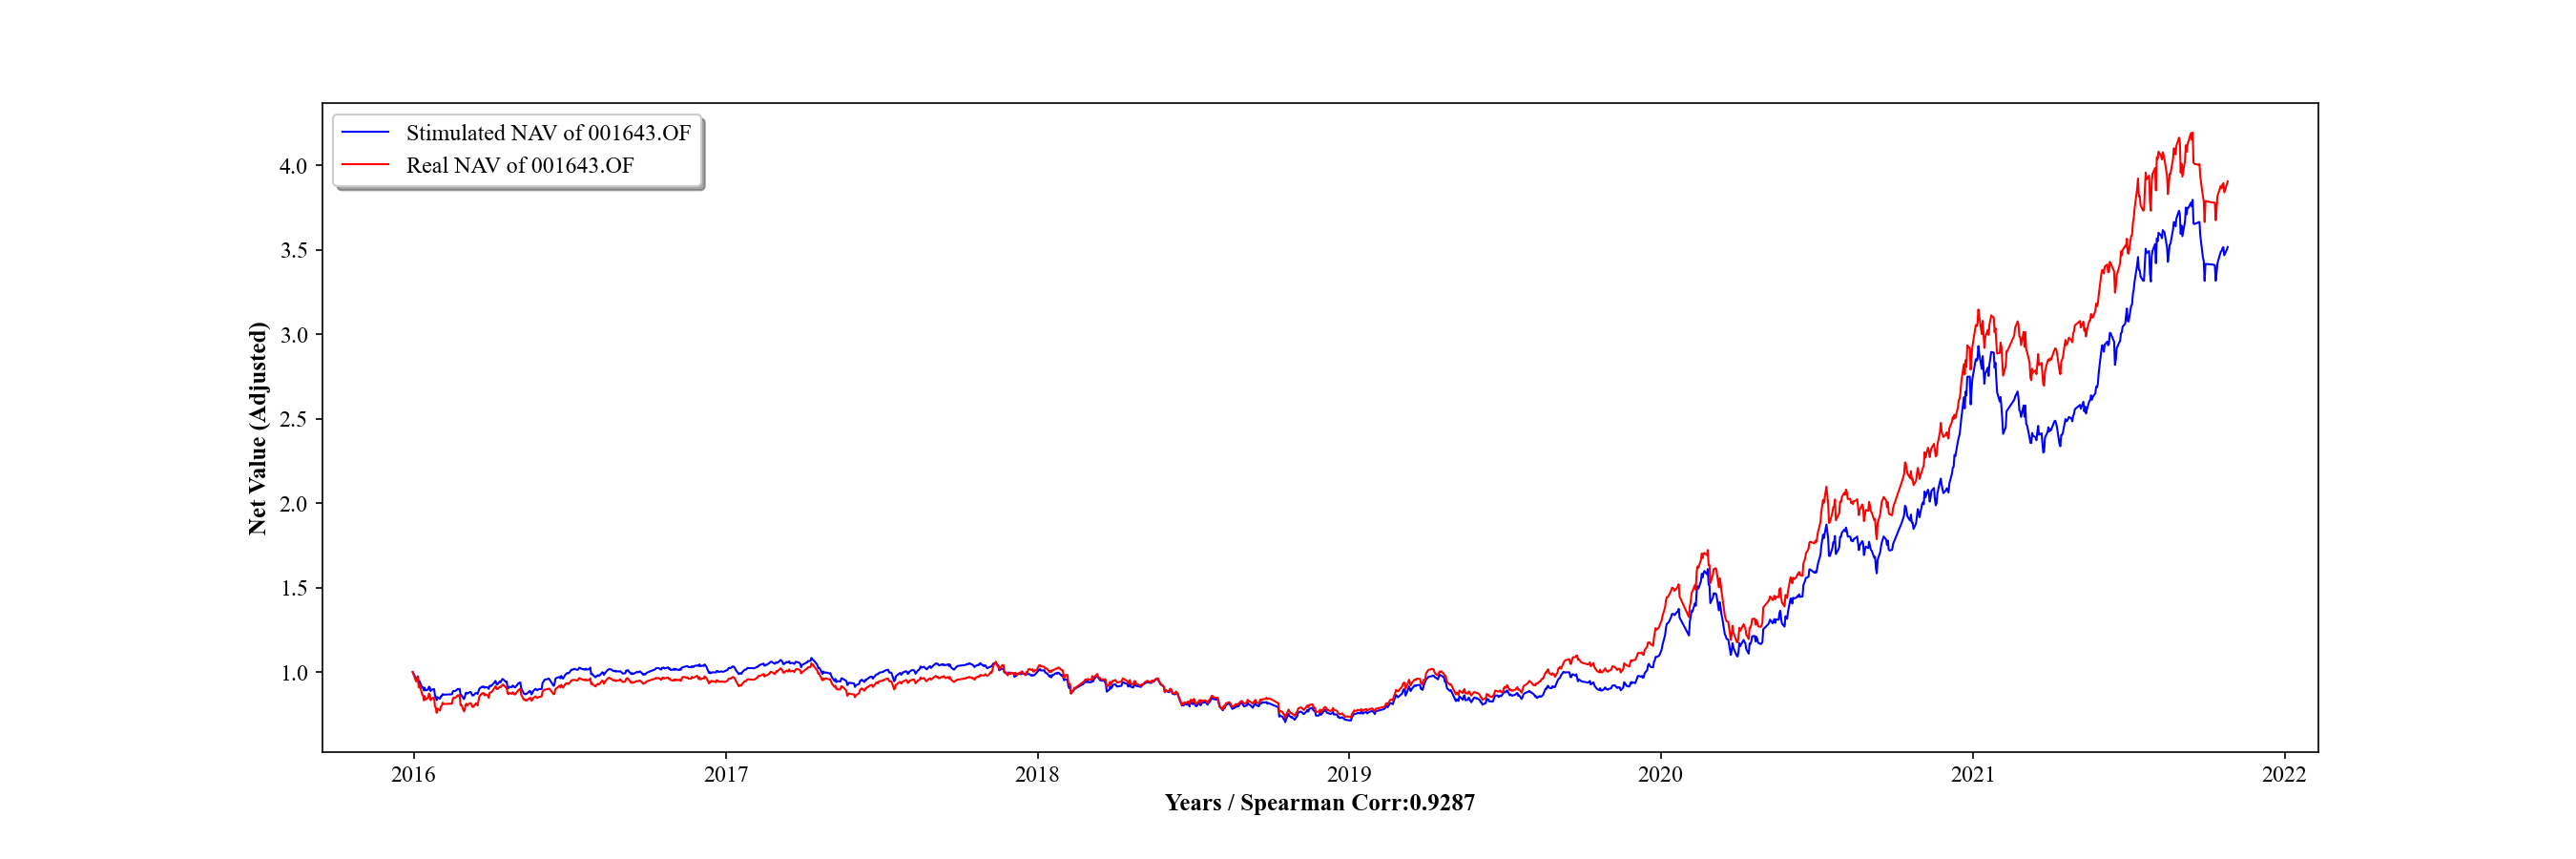 Stimulated NAV of 001643.OF
Real NAV of 001643.OF
Net Value (Adjusted)
4.0
3.5
3.0
2.5
2.0
1.5
1.0
2016 2017 2018 2019 2020 2021 2022
Years / Spearman Corr:0.9287